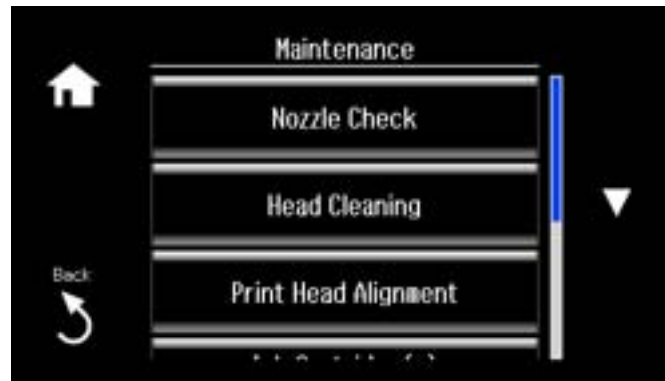 Maintenance
Nozzle Check
Head Cleaning
Back
Print Head Alignment